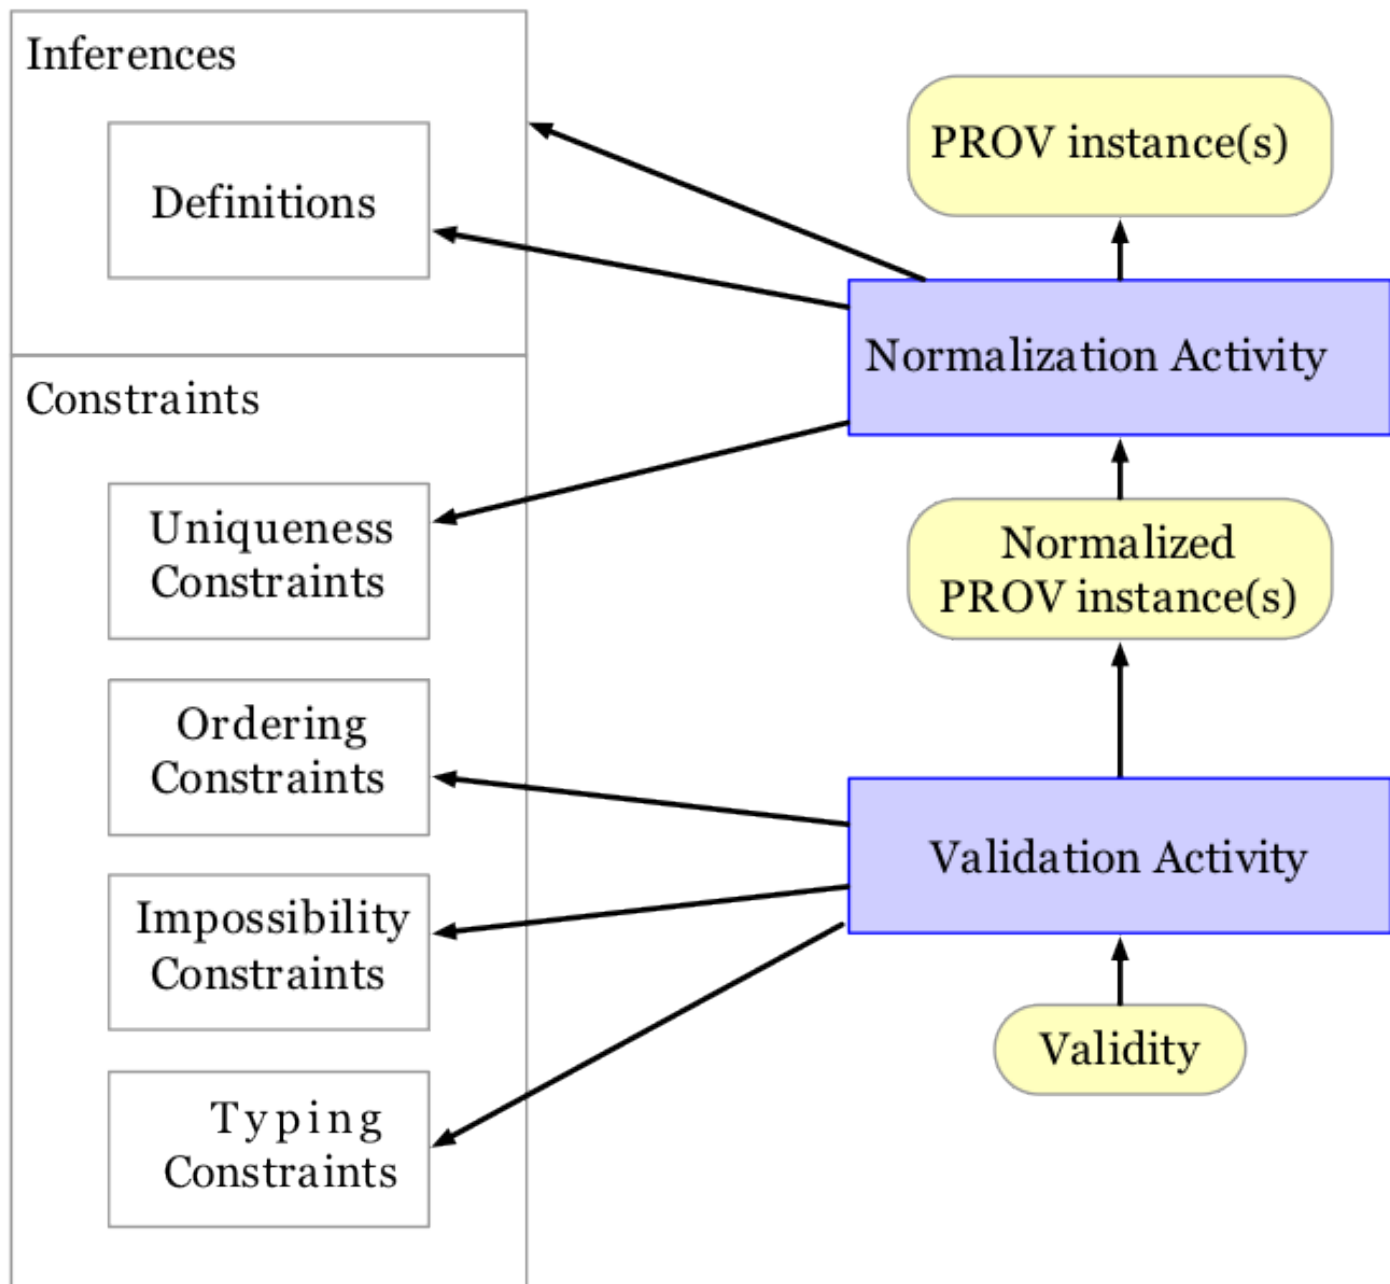 Inferences
Definitions
Constraints
Uniqueness
Constraints
Ordering
Constraints
Impossibility
Constraints
Typing
Constraints
PROV instance(s)
Normalization Activity
Normalized
PROV instance(s)
Validation Activity
Validity